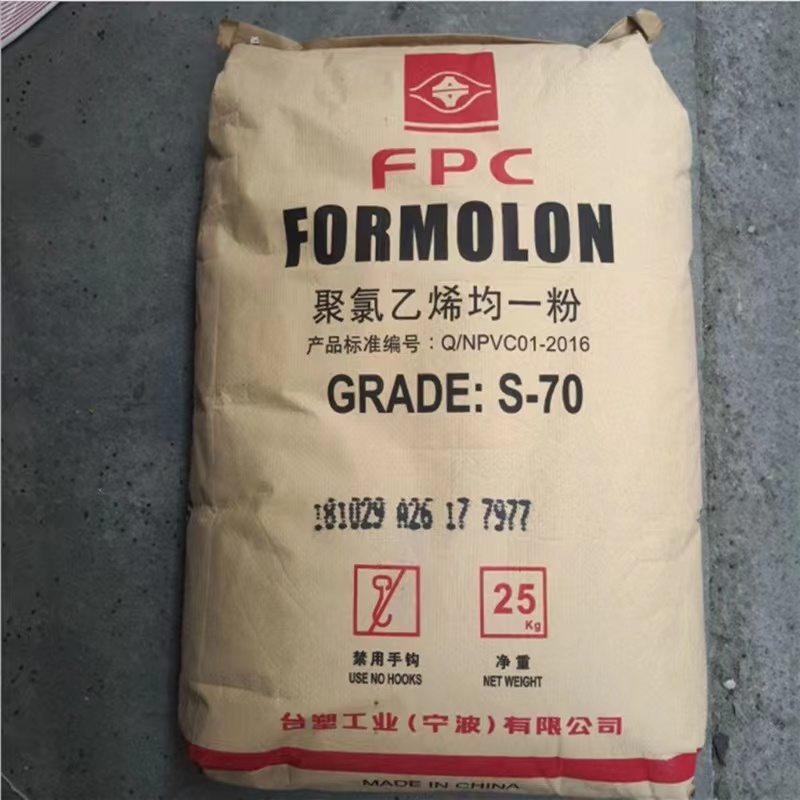 FPC
FORMOLON
聚氯乙烯均一粉
产品标准编号：Q/NPVC01-2016
GRADE: S-70
181029 A26 17 7977
25
Kg
禁用手钩
净重
USE NO HOOKS
NET WEIGHT
台塑工业(宁波)有限公司
MADE IN CHINA